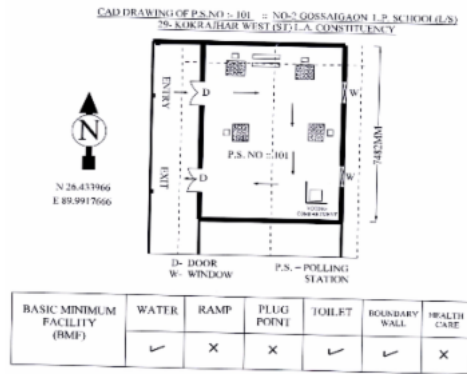 CAD DRAWING OF P.S.NO :- 101 :: NO-2 GOSSAIGAON L.P. SCHOOL(L/S)
29- KOKRAJHAR WEST (ST) L.A. CONSTITUENCY
ENTRY
D
W
N
7482MM
P.S. NO :- 101
EXIT
D
W
N 26.433966
E 89.9917666
VOTING
COMPARTMENT
D- DOOR
W- WINDOW
P.S. - POLLING
STATION
BASIC MINIMUM
FACILITY
(BMF)
WATER
RAMP
PLUG
POINT
TOILET
BOUNDARY
WALL
HEALTH
CARE
✓ X X ✓ ✓ X